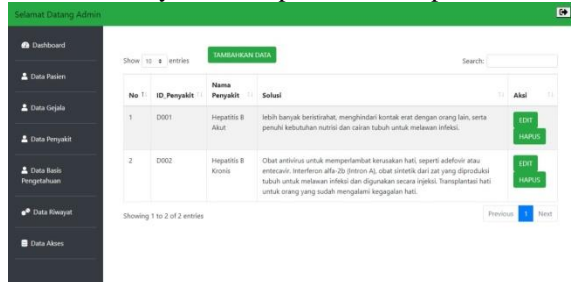 Selamat Datang Admin
Dashboard
Data Pasien
Data Gejala
Data Penyakit
Data Basis
Pengetahuan
Data Riwayat
Data Akses
Show 10 entries
TAMBAHKAN DATA
Search:
No ID_Penyakit Nama Penyakit Solusi Aksi
1 D001 Hepatitis B Akut
lebih banyak beristirahat, menghindari kontak erat dengan orang lain, serta
penuhi kebutuhan nutrisi dan cairan tubuh untuk melawan infeksi.
EDIT
HAPUS
2 D002 Hepatitis B Kronis
Obat antivirus untuk memperlambat kerusakan hati, seperti adefovir atau
entecavir. Interferon alfa-2b (Intron A), obat sintetik dari zat yang diproduksi
tubuh untuk melawan infeksi dan digunakan secara injeksi. Transplantasi hati
untuk orang yang sudah mengalami kegagalan hati.
EDIT
HAPUS
Showing 1 to 2 of 2 entries
Previous 1 Next